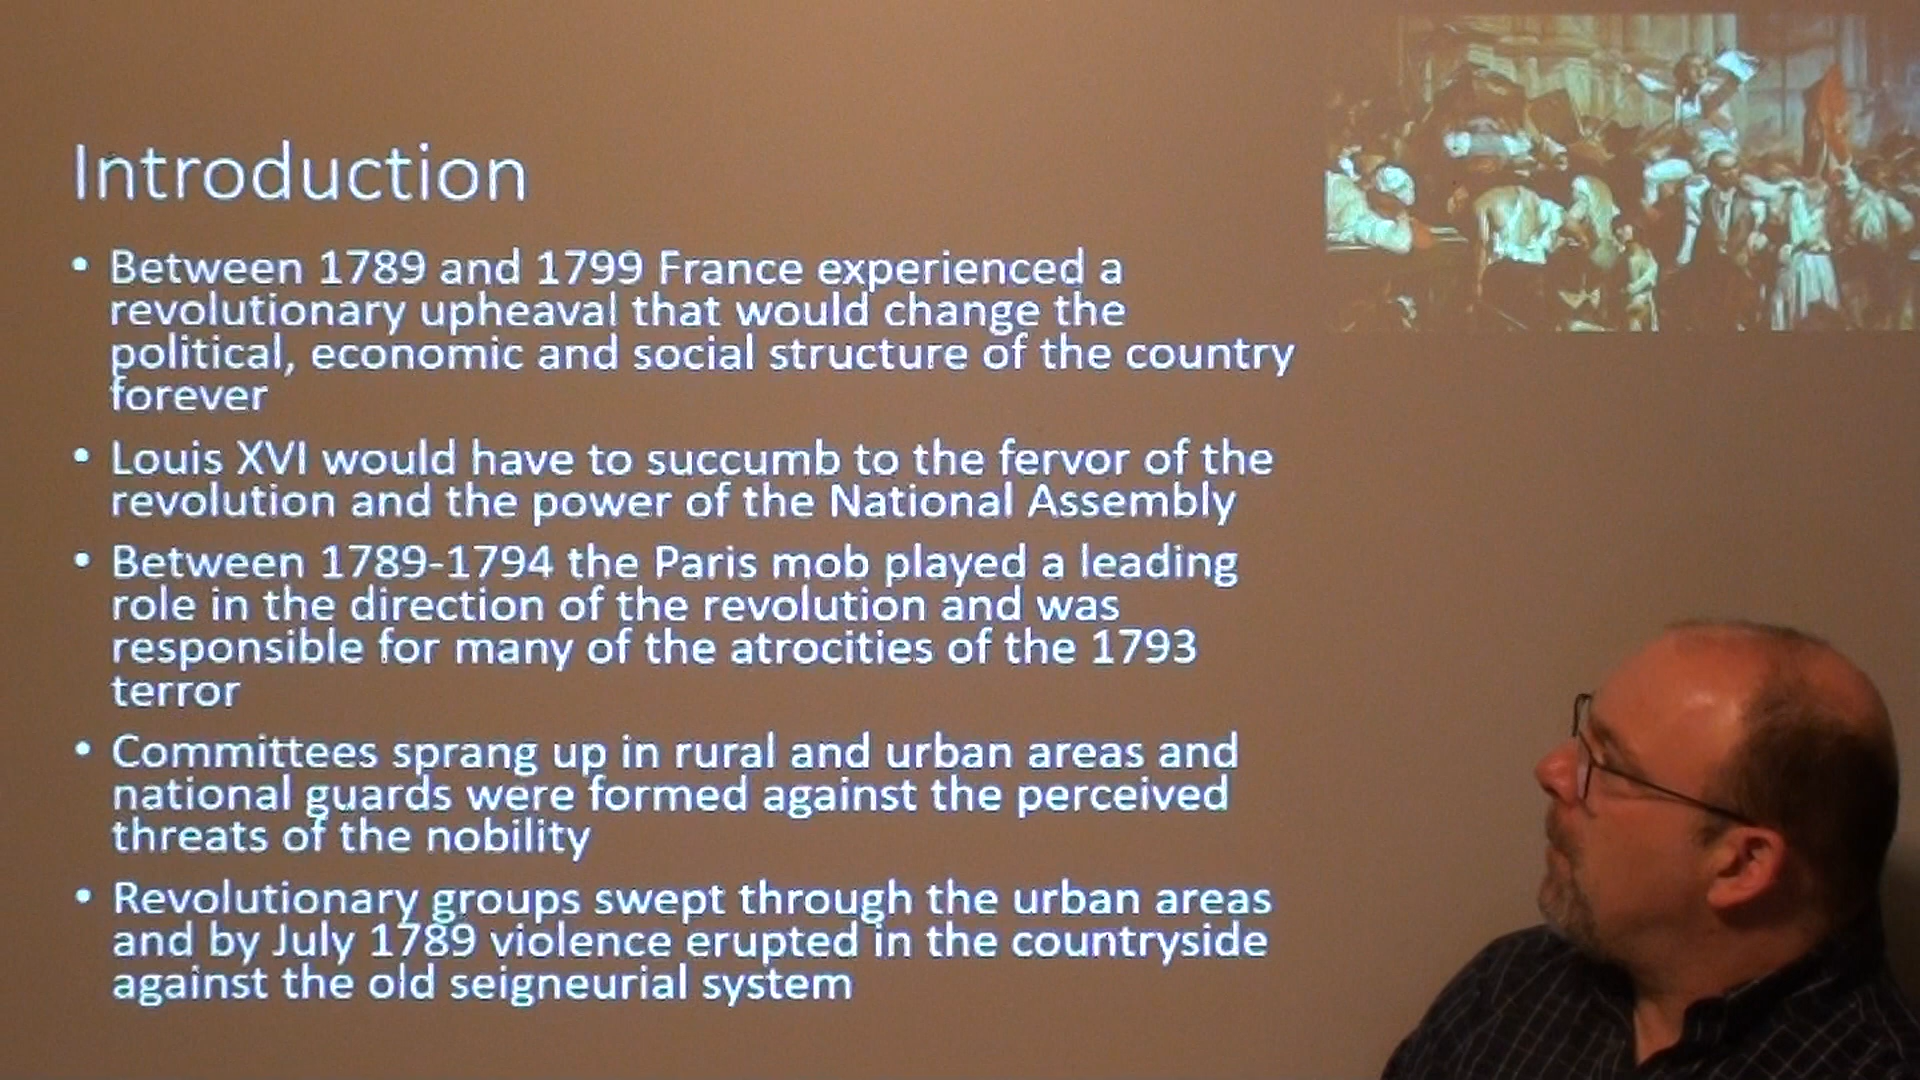 Introduction
• Between 1789 and 1799 France experienced a
revolutionary upheaval that would change the
political, economic and social structure of the country
forever
• Louis XVI would have to succumb to the fervor of the
revolution and the power of the National Assembly
• Between 1789-1794 the Paris mob played a leading
role in the direction of the revolution and was
responsible for many of the atrocities of the 1793
terror
• Committees sprang up in rural and urban areas and
national guards were formed against the perceived
threats of the nobility
• Revolutionary groups swept through the urban areas
and by July 1789 violence erupted in the countryside
against the old seigneurial system